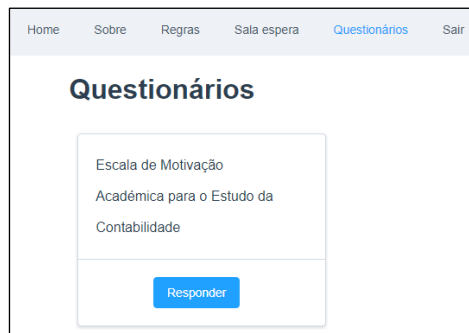 Home Sobre Regras Sala espera Questionários Sair
Questionários
Escala de Motivação
Académica para o Estudo da
Contabilidade
Responder